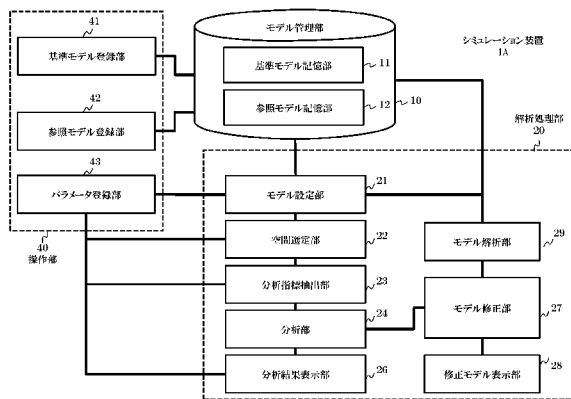 シミュレーション装置
1A
モデル管理部
基準モデル記憶部
11
参照モデル記憶部
12
10
41
基準モデル登録部
42
参照モデル登録部
43
パラメータ登録部
40
操作部
解析処理部
20
モデル設定部
21
空間選定部
22
分析指標抽出部
23
分析部
24
分析結果表示部
26
モデル解析部
29
モデル修正部
27
修正モデル表示部
28